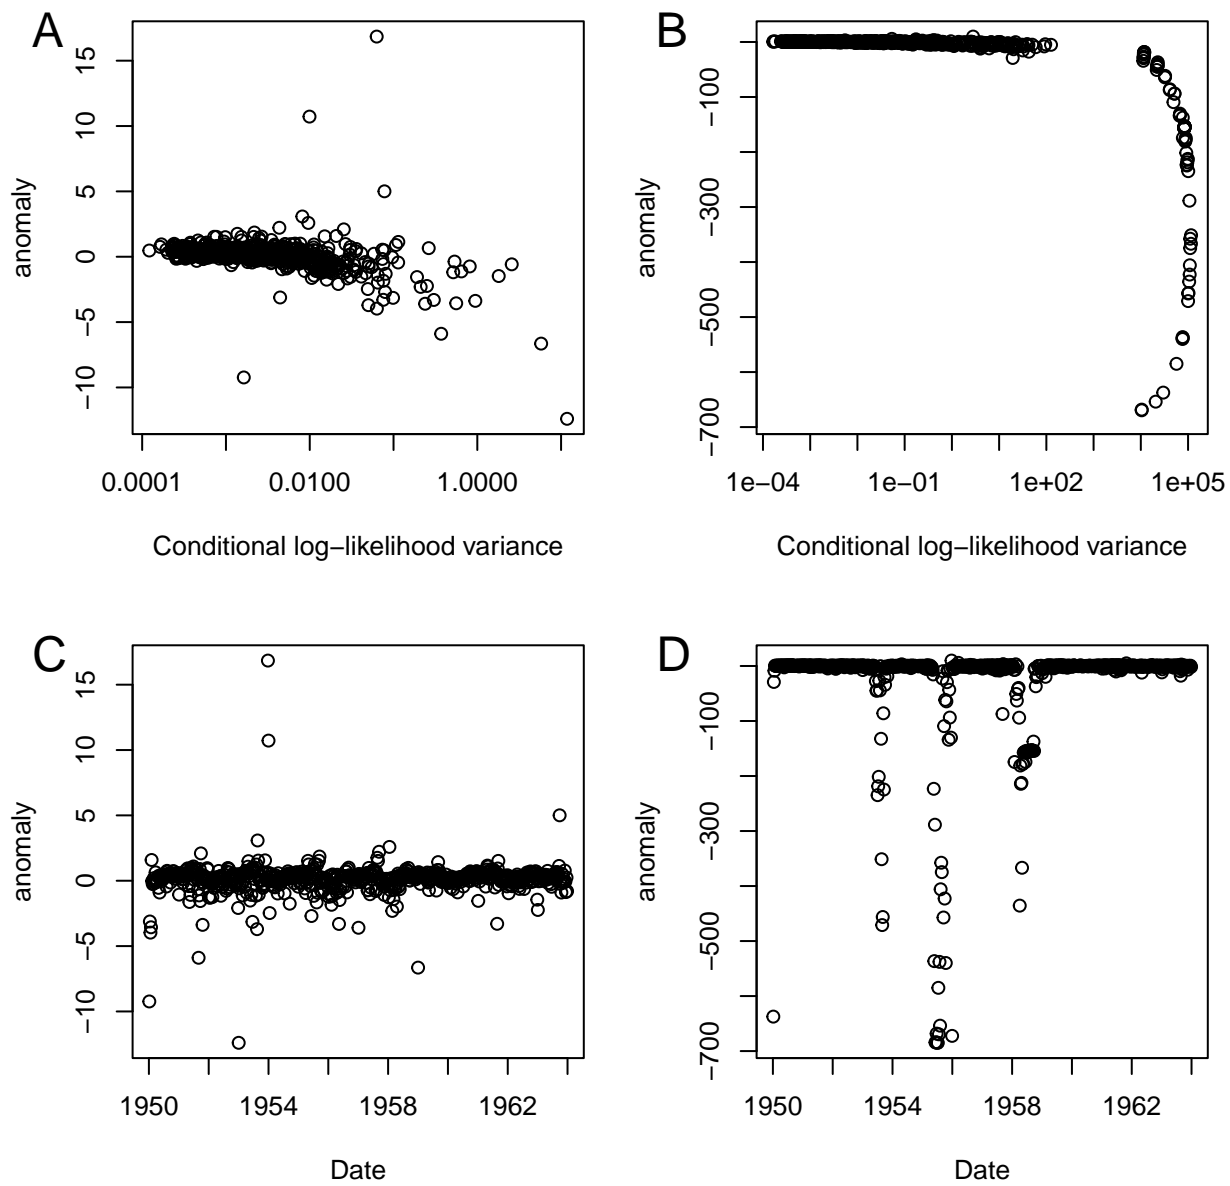 A
anomaly
15
10
5
0
−5
−10
0.0001
0.0100
1.0000
Conditional log−likelihood variance
B
anomaly
−100
−300
−500
−700
1e−04
1e−01
1e+02
1e+05
Conditional log−likelihood variance
C
anomaly
15
10
5
0
−5
−10
1950
1954
1958
1962
Date
D
anomaly
−100
−300
−500
−700
1950
1954
1958
1962
Date